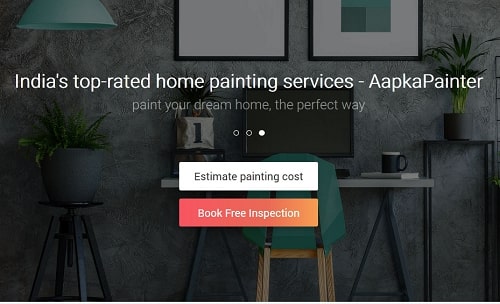 India's top-rated home painting services - AapkaPainter
paint your dream home, the perfect way
1
Estimate painting cost
Book Free Inspection